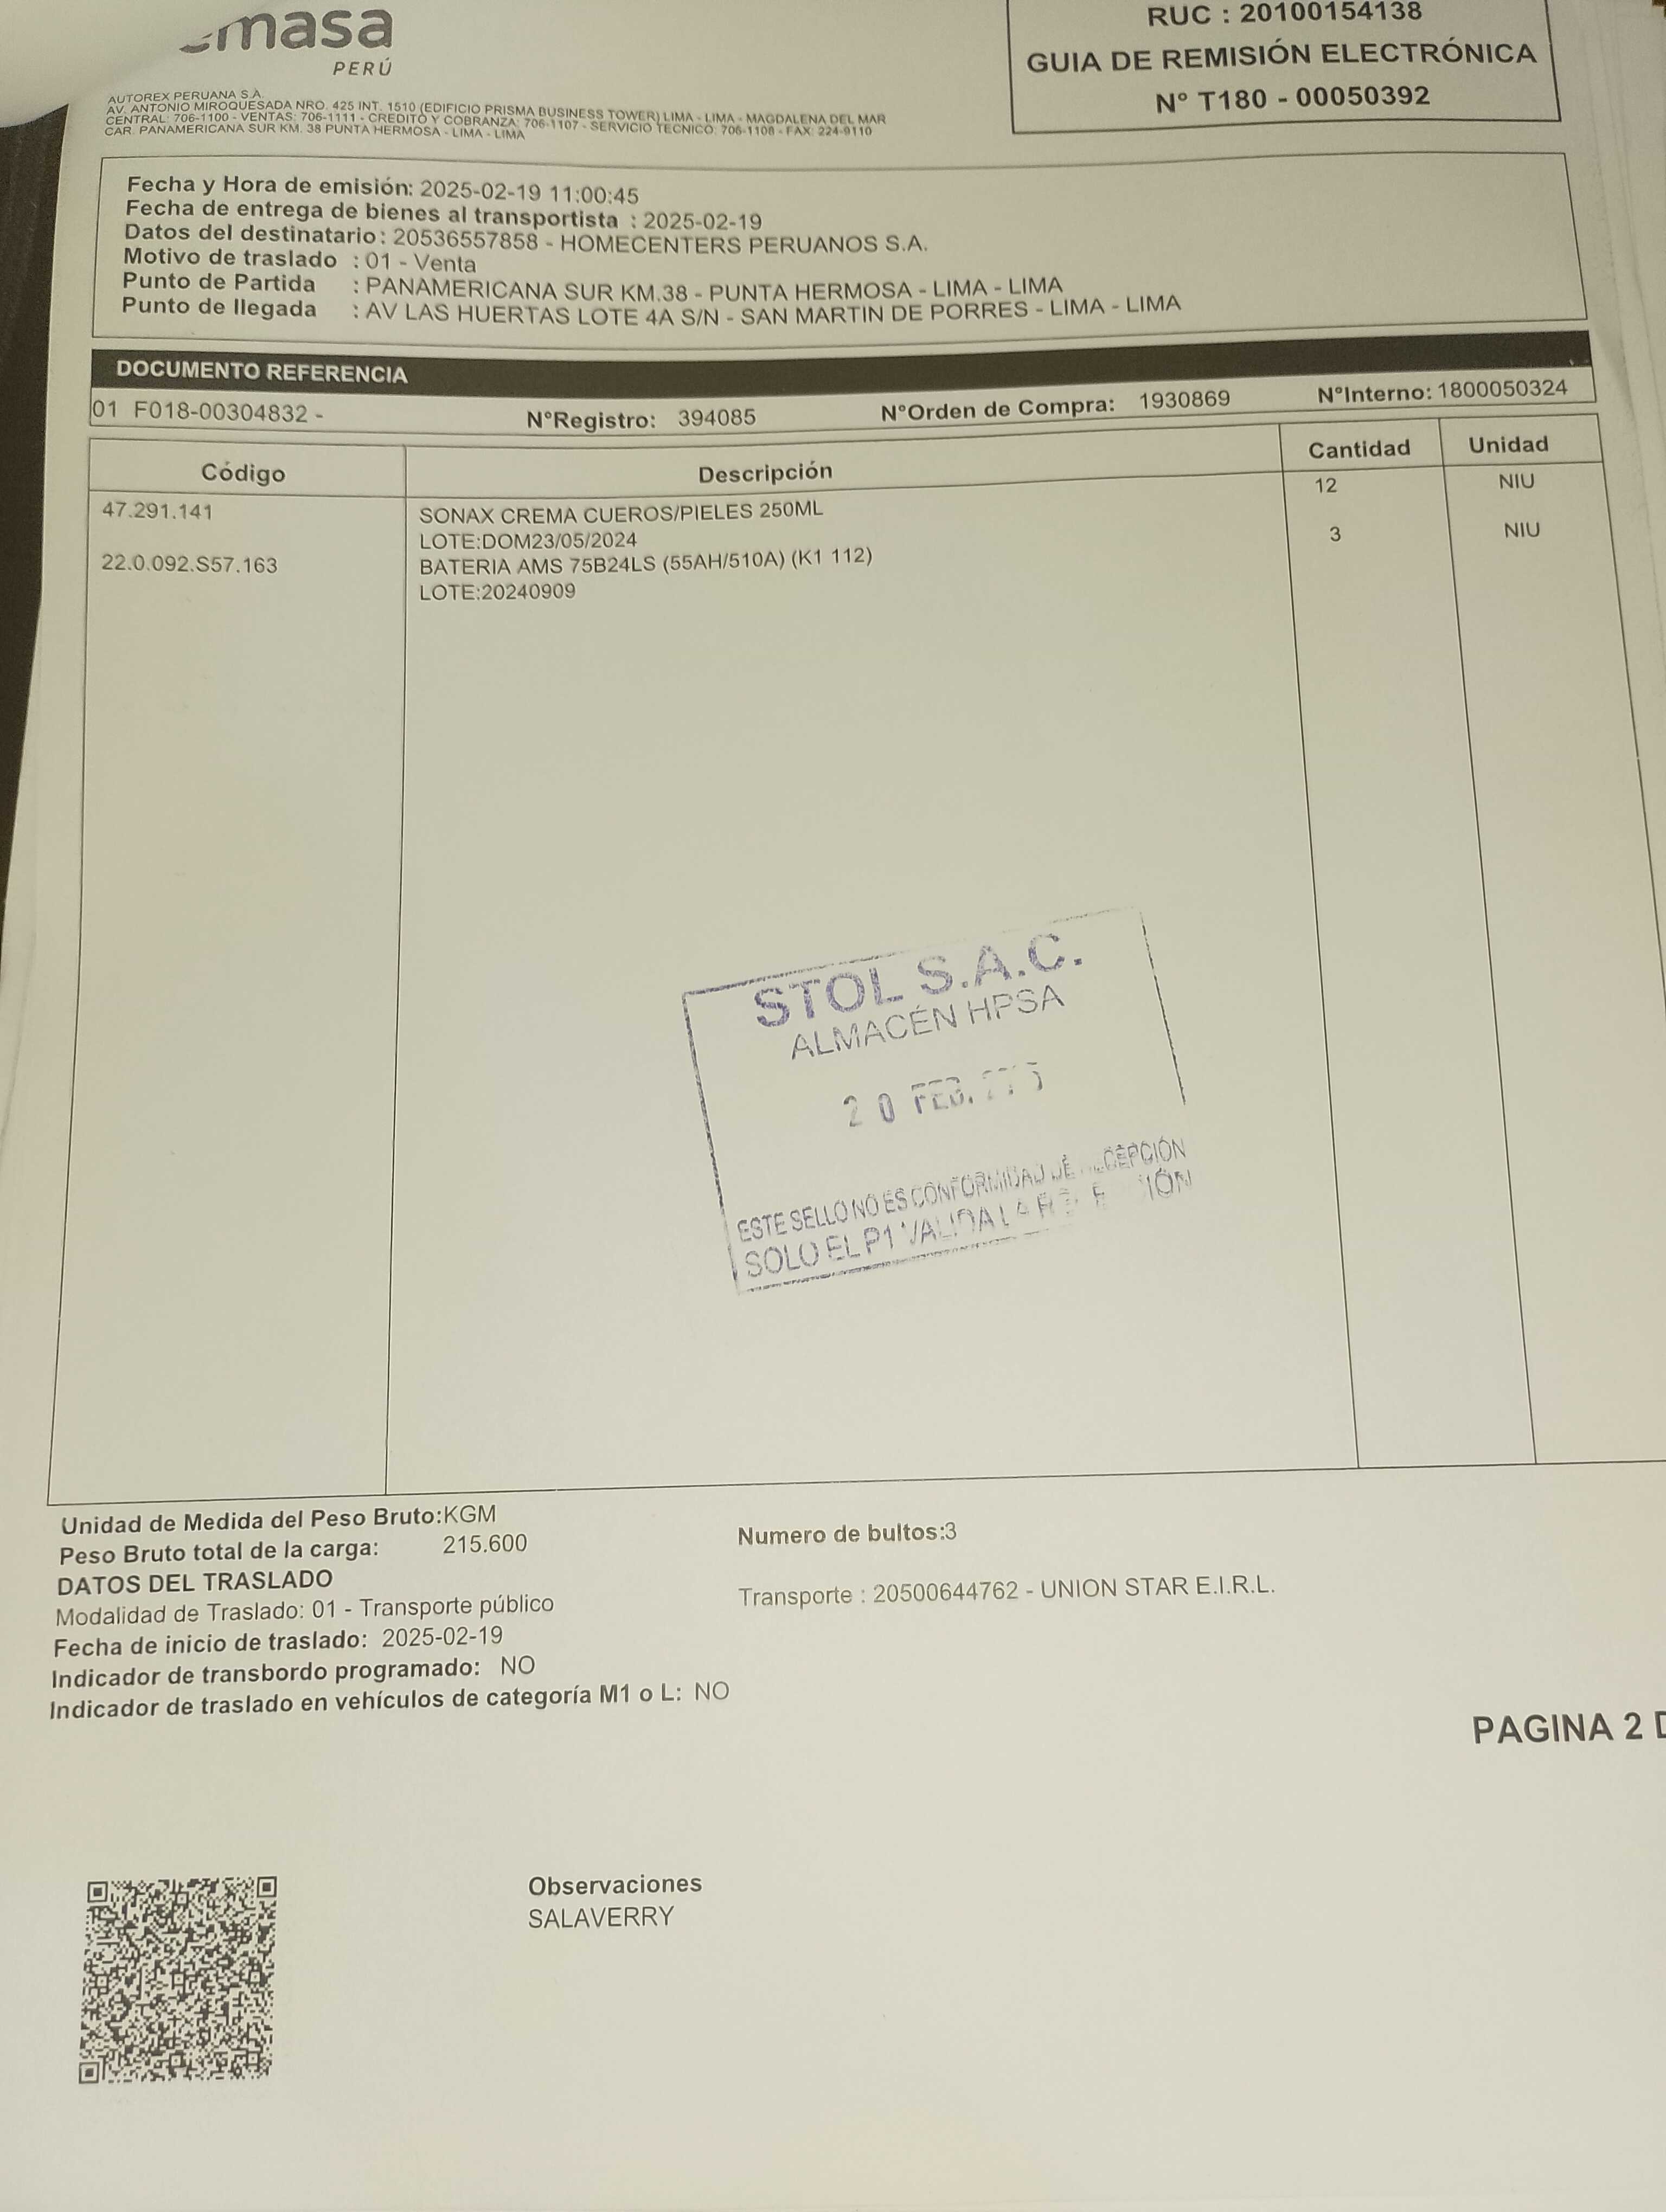 emasa
PERÚ
RUC : 20100154138
GUIA DE REMISIÓN ELECTRÓNICA
N° T180 - 00050392
AUTOREX PERUANA S.A.
AV. ANTONIO MIROQUESADA NRO. 425 INT. 1510 (EDIFICIO PRISMA BUSINESS TOWER) LIMA - LIMA - MAGDALENA DEL MAR
CENTRAL: 706-1100 - VENTAS: 706-1111 - CREDITO Y COBRANZA: 706-1107 - SERVICIO TECNICO: 706-1108 - FAX: 224-9110
CAR. PANAMERICANA SUR KM. 38 PUNTA HERMOSA - LIMA - LIMA
Fecha y Hora de emisión: 2025-02-19 11:00:45
Fecha de entrega de bienes al transportista : 2025-02-19
Datos del destinatario: 20536557858 - HOMECENTERS PERUANOS S.A.
Motivo de traslado : 01 - Venta
Punto de Partida : PANAMERICANA SUR KM.38 - PUNTA HERMOSA - LIMA - LIMA
Punto de llegada : AV LAS HUERTAS LOTE 4A S/N - SAN MARTIN DE PORRES - LIMA - LIMA
DOCUMENTO REFERENCIA
01 F018-00304832 - N°Registro: 394085 N°Orden de Compra: 1930869 N°Interno: 1800050324
Código Descripción Cantidad Unidad
47.291.141 SONAX CREMA CUEROS/PIELES 250ML 12 NIU
LOTE:DOM23/05/2024
22.0.092.S57.163 BATERIA AMS 75B24LS (55AH/510A) (K1 112) 3 NIU
LOTE:20240909
STOL S.A.C.
ALMACÉN HPSA
20 FEB.
ESTE SELLO NO ES CONFORMIDAD DE
SOLO EL P1 VALIDA LA
Unidad de Medida del Peso Bruto:KGM
Peso Bruto total de la carga: 215.600 Numero de bultos:3
DATOS DEL TRASLADO
Modalidad de Traslado: 01 - Transporte público Transporte : 20500644762 - UNION STAR E.I.R.L.
Fecha de inicio de traslado: 2025-02-19
Indicador de transbordo programado: NO
Indicador de traslado en vehículos de categoría M1 o L: NO
PAGINA 2
Observaciones
SALAVERRY